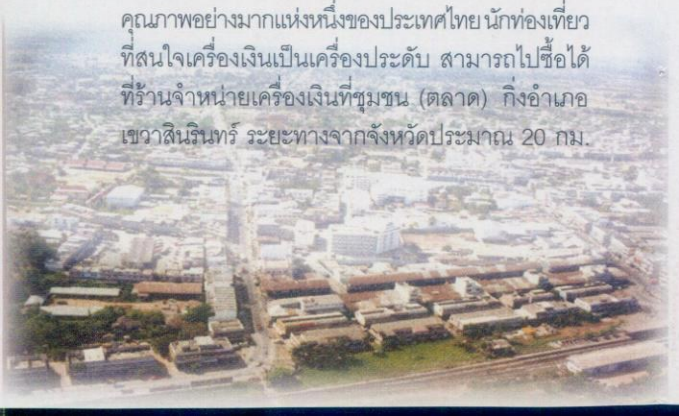 คุณภาพอย่างมากแห่งหนึ่งของประเทศไทย นักท่องเที่ยว
ที่สนใจเครื่องเงินเป็นเครื่องประดับ สามารถไปซื้อได้
ที่ร้านจำหน่ายเครื่องเงินที่ชุมชน (ตลาด) กิ่งอำเภอ
เขวาสินรินทร์ ระยะทางจากจังหวัดประมาณ 20 กม.